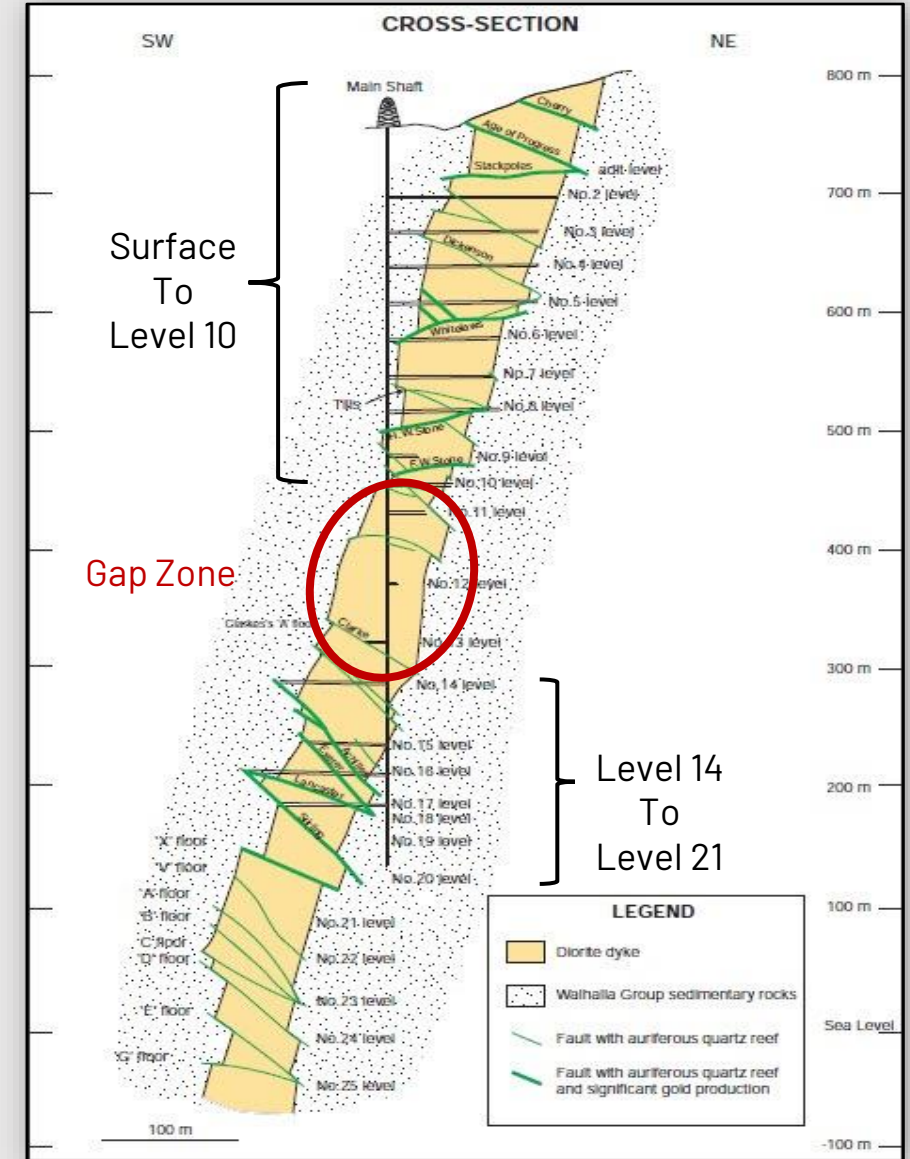 CROSS-SECTION
SW
NE
Main Shaft
800 m
Cherry
Age of Progress
Stackpoles
adit level
700 m
No.2 level
No.3 level
Dickenson
No.4 level
Surface
To
Level 10
No.5 level
600 m
Whitelaws
No.6 level
No.7 level
No.8 level
500 m
H.W.Stone
F.W.Stone
No.9 level
No.10 level
No.11 level
400 m
Gap Zone
No.12 level
Clarke
No.13 level
300 m
No.14 level
No.15 level
No.16 level
Lancaster
200 m
No.17 level
No.18 level
No.19 level
No.20 level
Level 14
To
Level 21
"X" floor
"V" floor
"A" floor
"B" floor
"C" floor
"D" floor
"E" floor
"G" floor
100 m
No.21 level
No.22 level
No.23 level
No.24 level
No.25 level
Sea Level
-100 m
100 m
LEGEND
Diorite dyke
Walhalla Group sedimentary rocks
Fault with auriferous quartz reef
Fault with auriferous quartz reef
and significant gold production